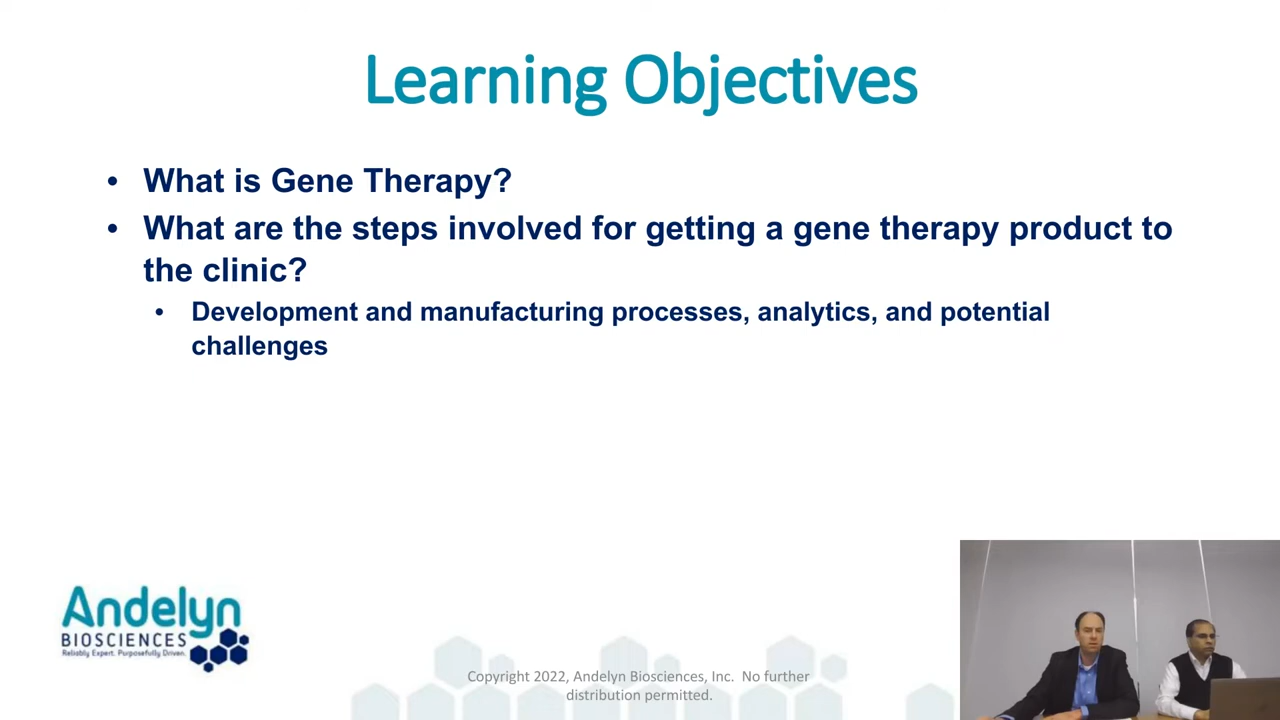 Learning Objectives
• What is Gene Therapy?
• What are the steps involved for getting a gene therapy product to
the clinic?
• Development and manufacturing processes, analytics, and potential
challenges
Andelyn
BIOSCIENCES
Reliably Expert. Purposefully Driven.
Copyright 2022, Andelyn Biosciences, Inc. No further
distribution permitted.